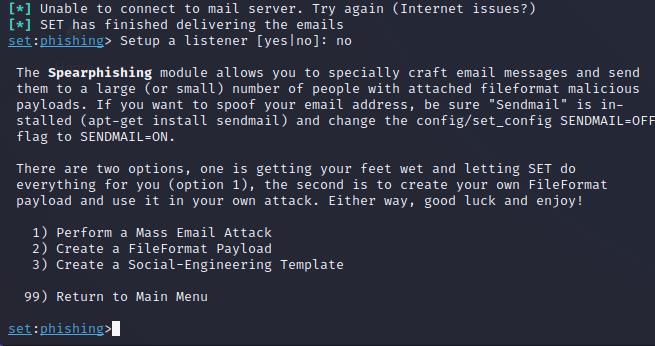 [*] Unable to connect to mail server. Try again (Internet issues?)
[*] SET has finished delivering the emails
set:phishing> Setup a listener [yes|no]: no
The Spearphishing module allows you to specially craft email messages and send
them to a large (or small) number of people with attached fileformat malicious
payloads. If you want to spoof your email address, be sure "Sendmail" is in-
stalled (apt-get install sendmail) and change the config/set_config SENDMAIL=OFF
flag to SENDMAIL=ON.
There are two options, one is getting your feet wet and letting SET do
everything for you (option 1), the second is to create your own FileFormat
payload and use it in your own attack. Either way, good luck and enjoy!
1) Perform a Mass Email Attack
2) Create a FileFormat Payload
3) Create a Social-Engineering Template
99) Return to Main Menu
set:phishing>